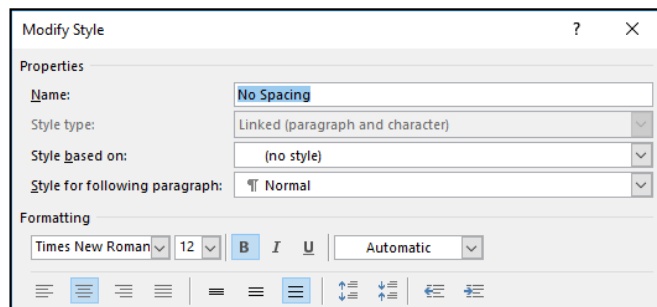 Modify Style ?
Properties
Name: No Spacing
Style type: Linked (paragraph and character)
Style based on: (no style)
Style for following paragraph: ¶ Normal
Formatting
Times New Roman 12 B I U Automatic